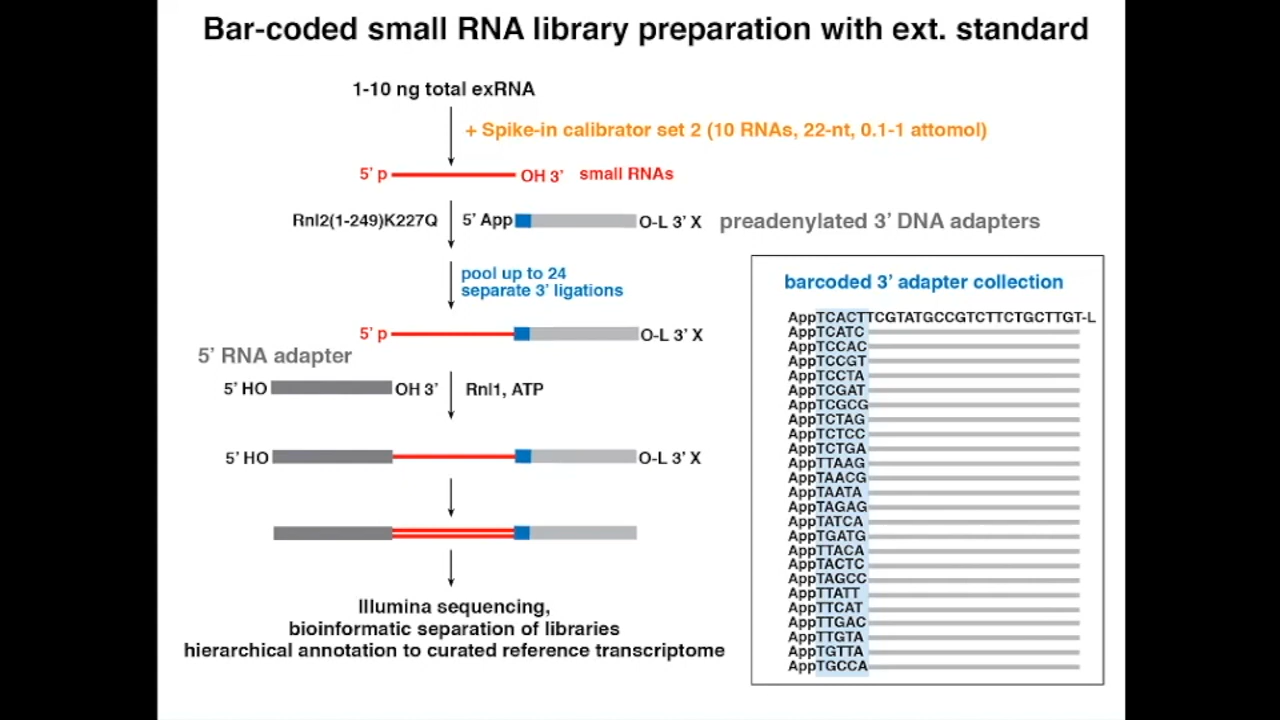 Bar-coded small RNA library preparation with ext. standard
1-10 ng total exRNA
+ Spike-in calibrator set 2 (10 RNAs, 22-nt, 0.1-1 attomol)
5' p OH 3' small RNAs
Rnl2(1-249)K227Q 5' App O-L 3' X preadenylated 3' DNA adapters
pool up to 24
separate 3' ligations
5' p O-L 3' X
5' RNA adapter
5' HO OH 3' Rnl1, ATP
5' HO O-L 3' X
Illumina sequencing,
bioinformatic separation of libraries
hierarchical annotation to curated reference transcriptome
barcoded 3' adapter collection
AppTCACTTCGTATGCCGTCTTCTGCTTGT-L
AppTCATC
AppTCCAC
AppTCCGT
AppTCCTA
AppTCGAT
AppTCGCG
AppTCTAG
AppTCTCC
AppTCTGA
AppTTAAG
AppTAACG
AppTAATA
AppTAGAG
AppTATCA
AppTGATG
AppTTACA
AppTACTC
AppTAGCC
AppTTATT
AppTTCAT
AppTTGAC
AppTTGTA
AppTGTTA
AppTGCCA